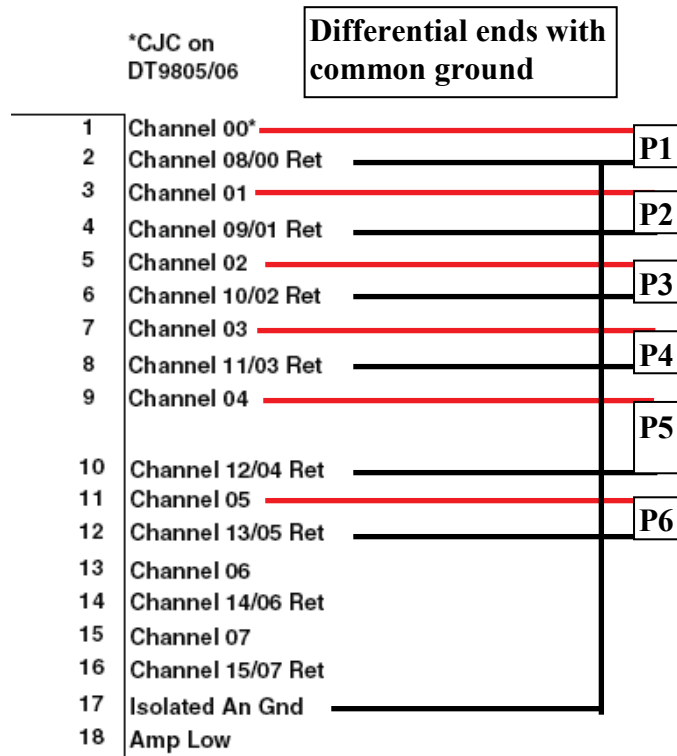 *CJC on
DT9805/06
Differential ends with
common ground
1 Channel 00*
P1
2 Channel 08/00 Ret
3 Channel 01
P2
4 Channel 09/01 Ret
5 Channel 02
P3
6 Channel 10/02 Ret
7 Channel 03
P4
8 Channel 11/03 Ret
9 Channel 04
P5
10 Channel 12/04 Ret
11 Channel 05
P6
12 Channel 13/05 Ret
13 Channel 06
14 Channel 14/06 Ret
15 Channel 07
16 Channel 15/07 Ret
17 Isolated An Gnd
18 Amp Low